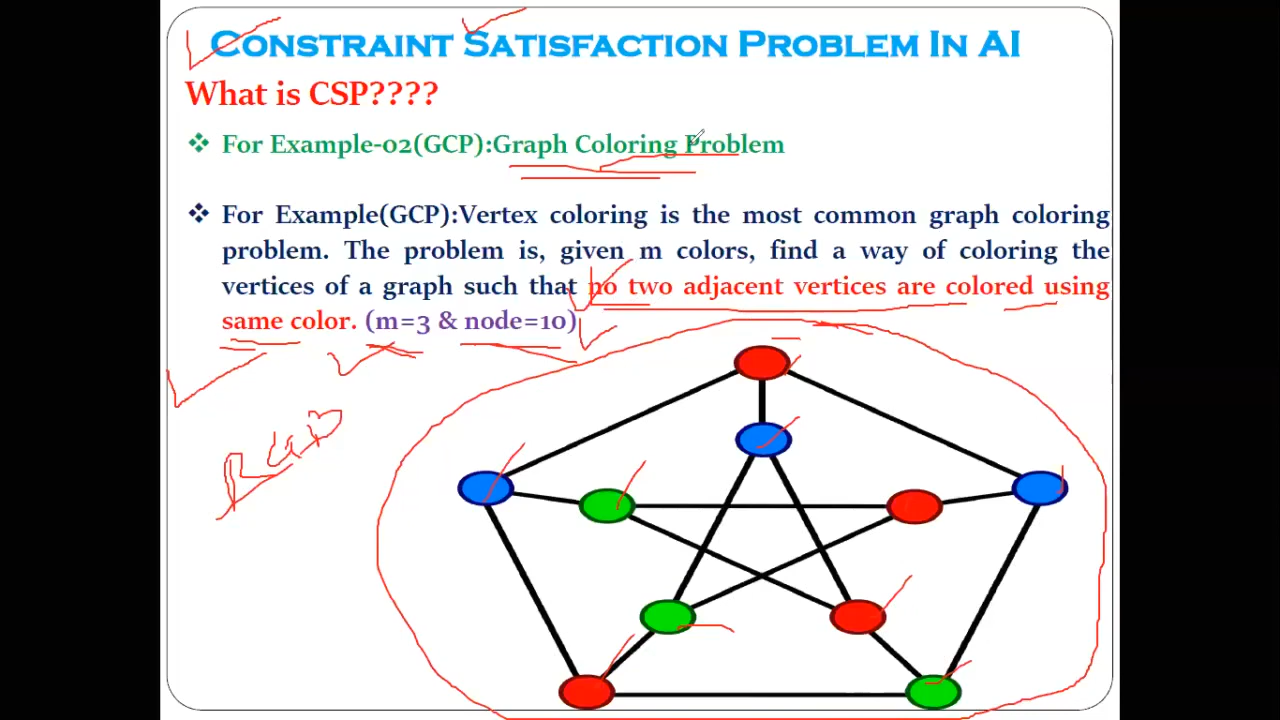 CONSTRAINT SATISFACTION PROBLEM IN AI
What is CSP????
❖ For Example-02(GCP):Graph Coloring Problem
❖ For Example(GCP):Vertex coloring is the most common graph coloring
problem. The problem is, given m colors, find a way of coloring the
vertices of a graph such that no two adjacent vertices are colored using
same color. (m=3 & node=10)